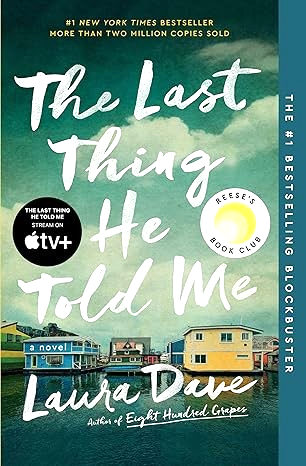 #1 NEW YORK TIMES BESTSELLER
MORE THAN TWO MILLION COPIES SOLD
The Last
Thing
He
Told Me
THE LAST THING
HE TOLD ME
STREAM ON
tv+
REESE'S
BOOK CLUB
a novel
Laura Dave
Author of Eight Hundred Grapes
THE #1 BESTSELLING BLOCKBUSTER